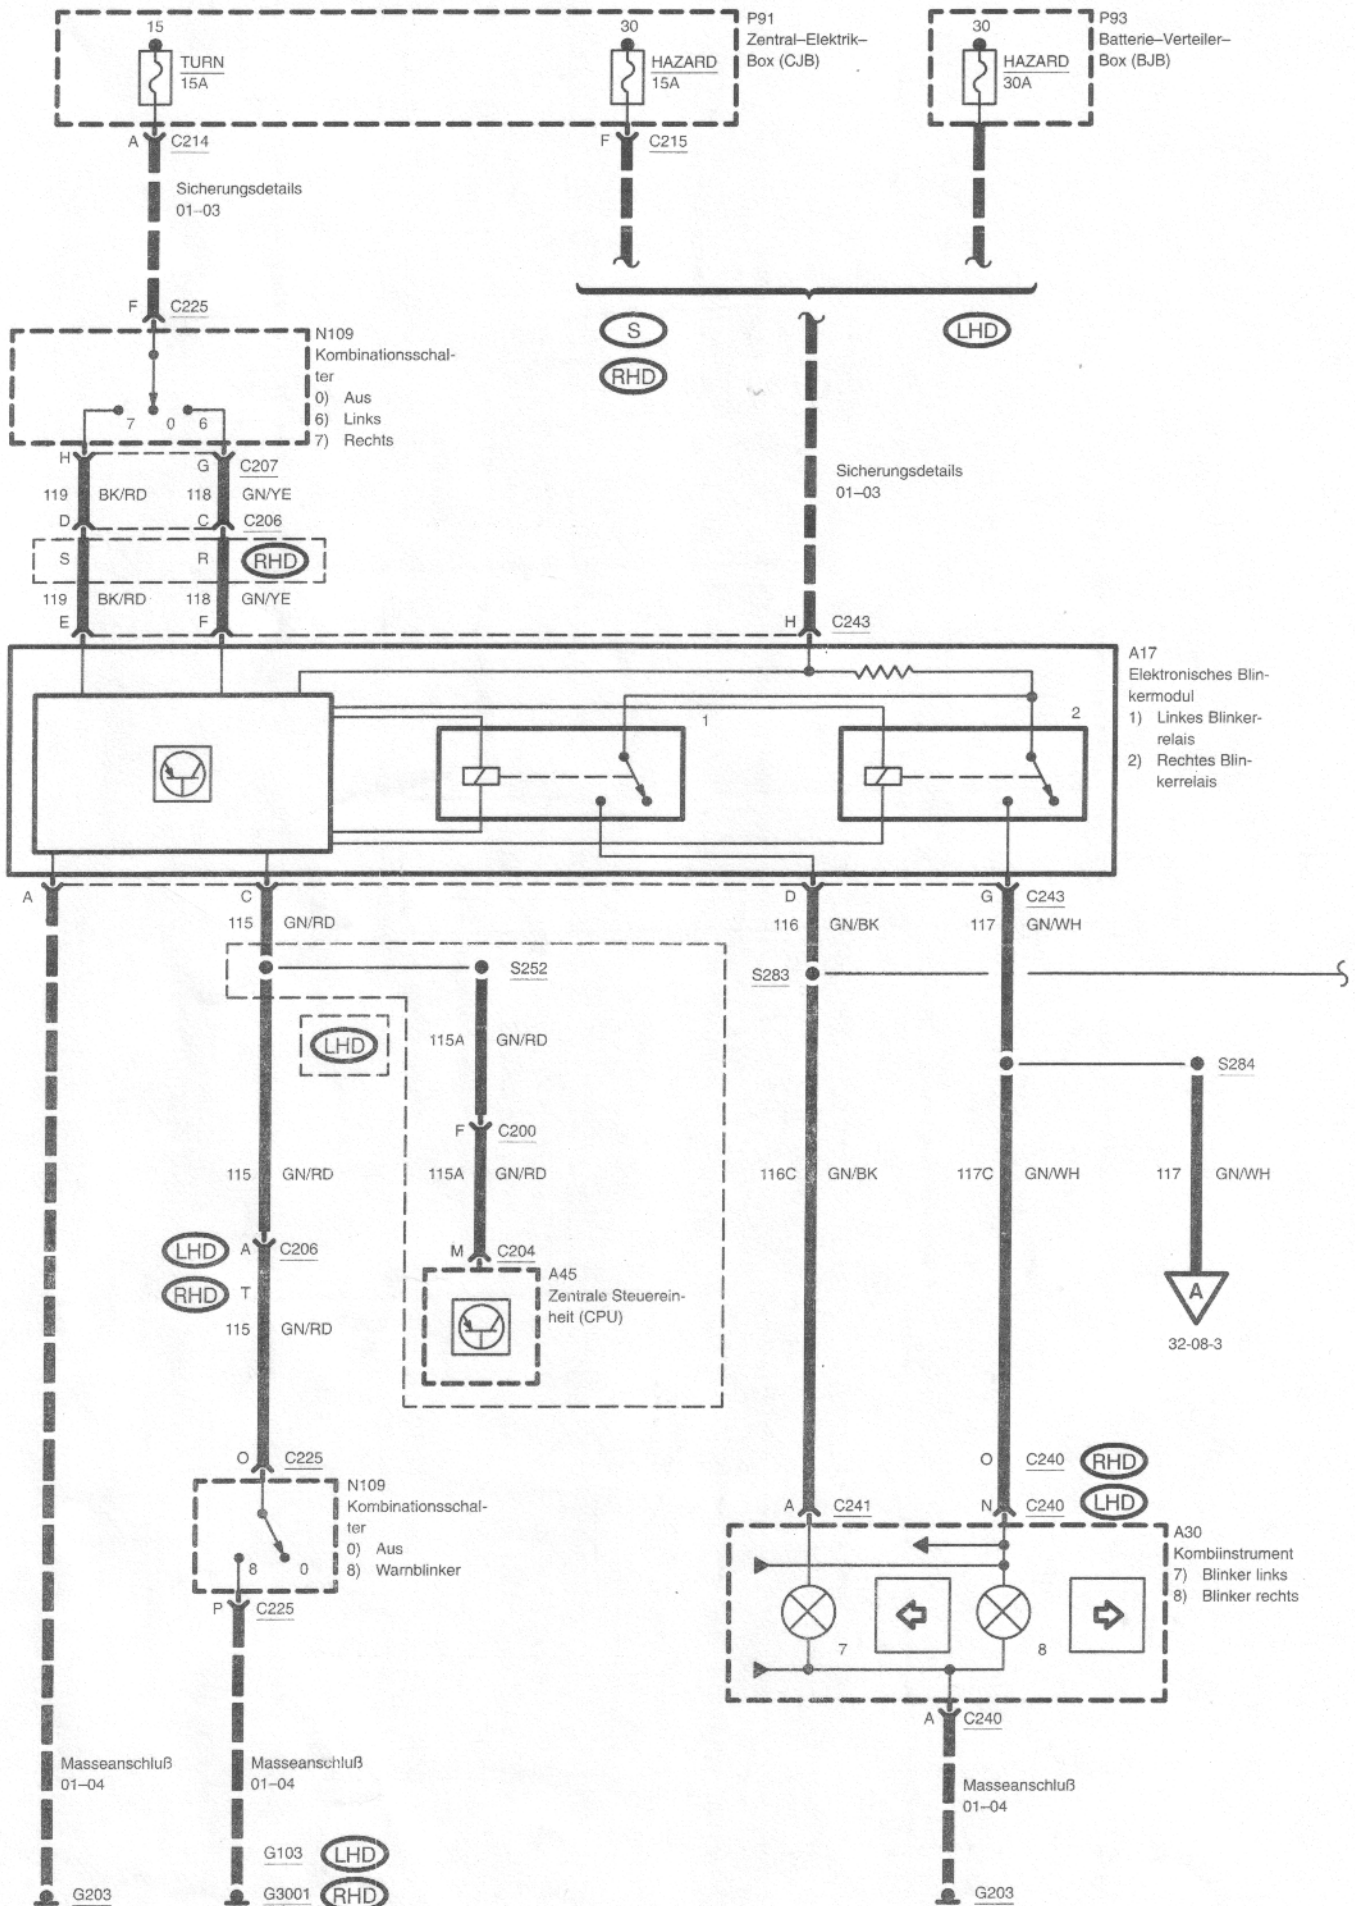 15
TURN
15A
30
HAZARD
15A
P91
Zentral–Elektrik–
Box (CJB)
30
HAZARD
30A
P93
Batterie–Verteiler–
Box (BJB)
A C214
F C215
Sicherungsdetails
01–03
F C225
S
RHD
LHD
N109
Kombinationsschal-
ter
0) Aus
6) Links
7) Rechts
7 0 6
H G C207
119 BK/RD 118 GN/YE
D C C206
S R RHD
119 BK/RD 118 GN/YE
E F
Sicherungsdetails
01–03
H C243
A17
Elektronisches Blin-
kermodul
1) Linkes Blinker-
relais
2) Rechtes Blin-
kerrelais
1
2
A C D G C243
115 GN/RD
116 GN/BK 117 GN/WH
S252
S283
LHD
115A GN/RD
S284
F C200
115 GN/RD 115A GN/RD 116C GN/BK 117C GN/WH 117 GN/WH
LHD A C206
RHD T
115 GN/RD
M C204
A45
Zentrale Steuerein-
heit (CPU)
A
32-08-3
O C225
N109
Kombinationsschal-
ter
0) Aus
8) Warnblinker
8 0
P C225
O C240 RHD
LHD
A C241 N C240
A30
Kombiinstrument
7) Blinker links
8) Blinker rechts
7 8
A C240
Masseanschluß
01–04
Masseanschluß
01–04
Masseanschluß
01–04
G103 LHD
G203
G3001 RHD
G203